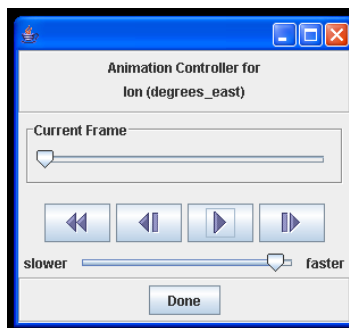 Animation Controller for
lon (degrees_east)
Current Frame
slower faster
Done